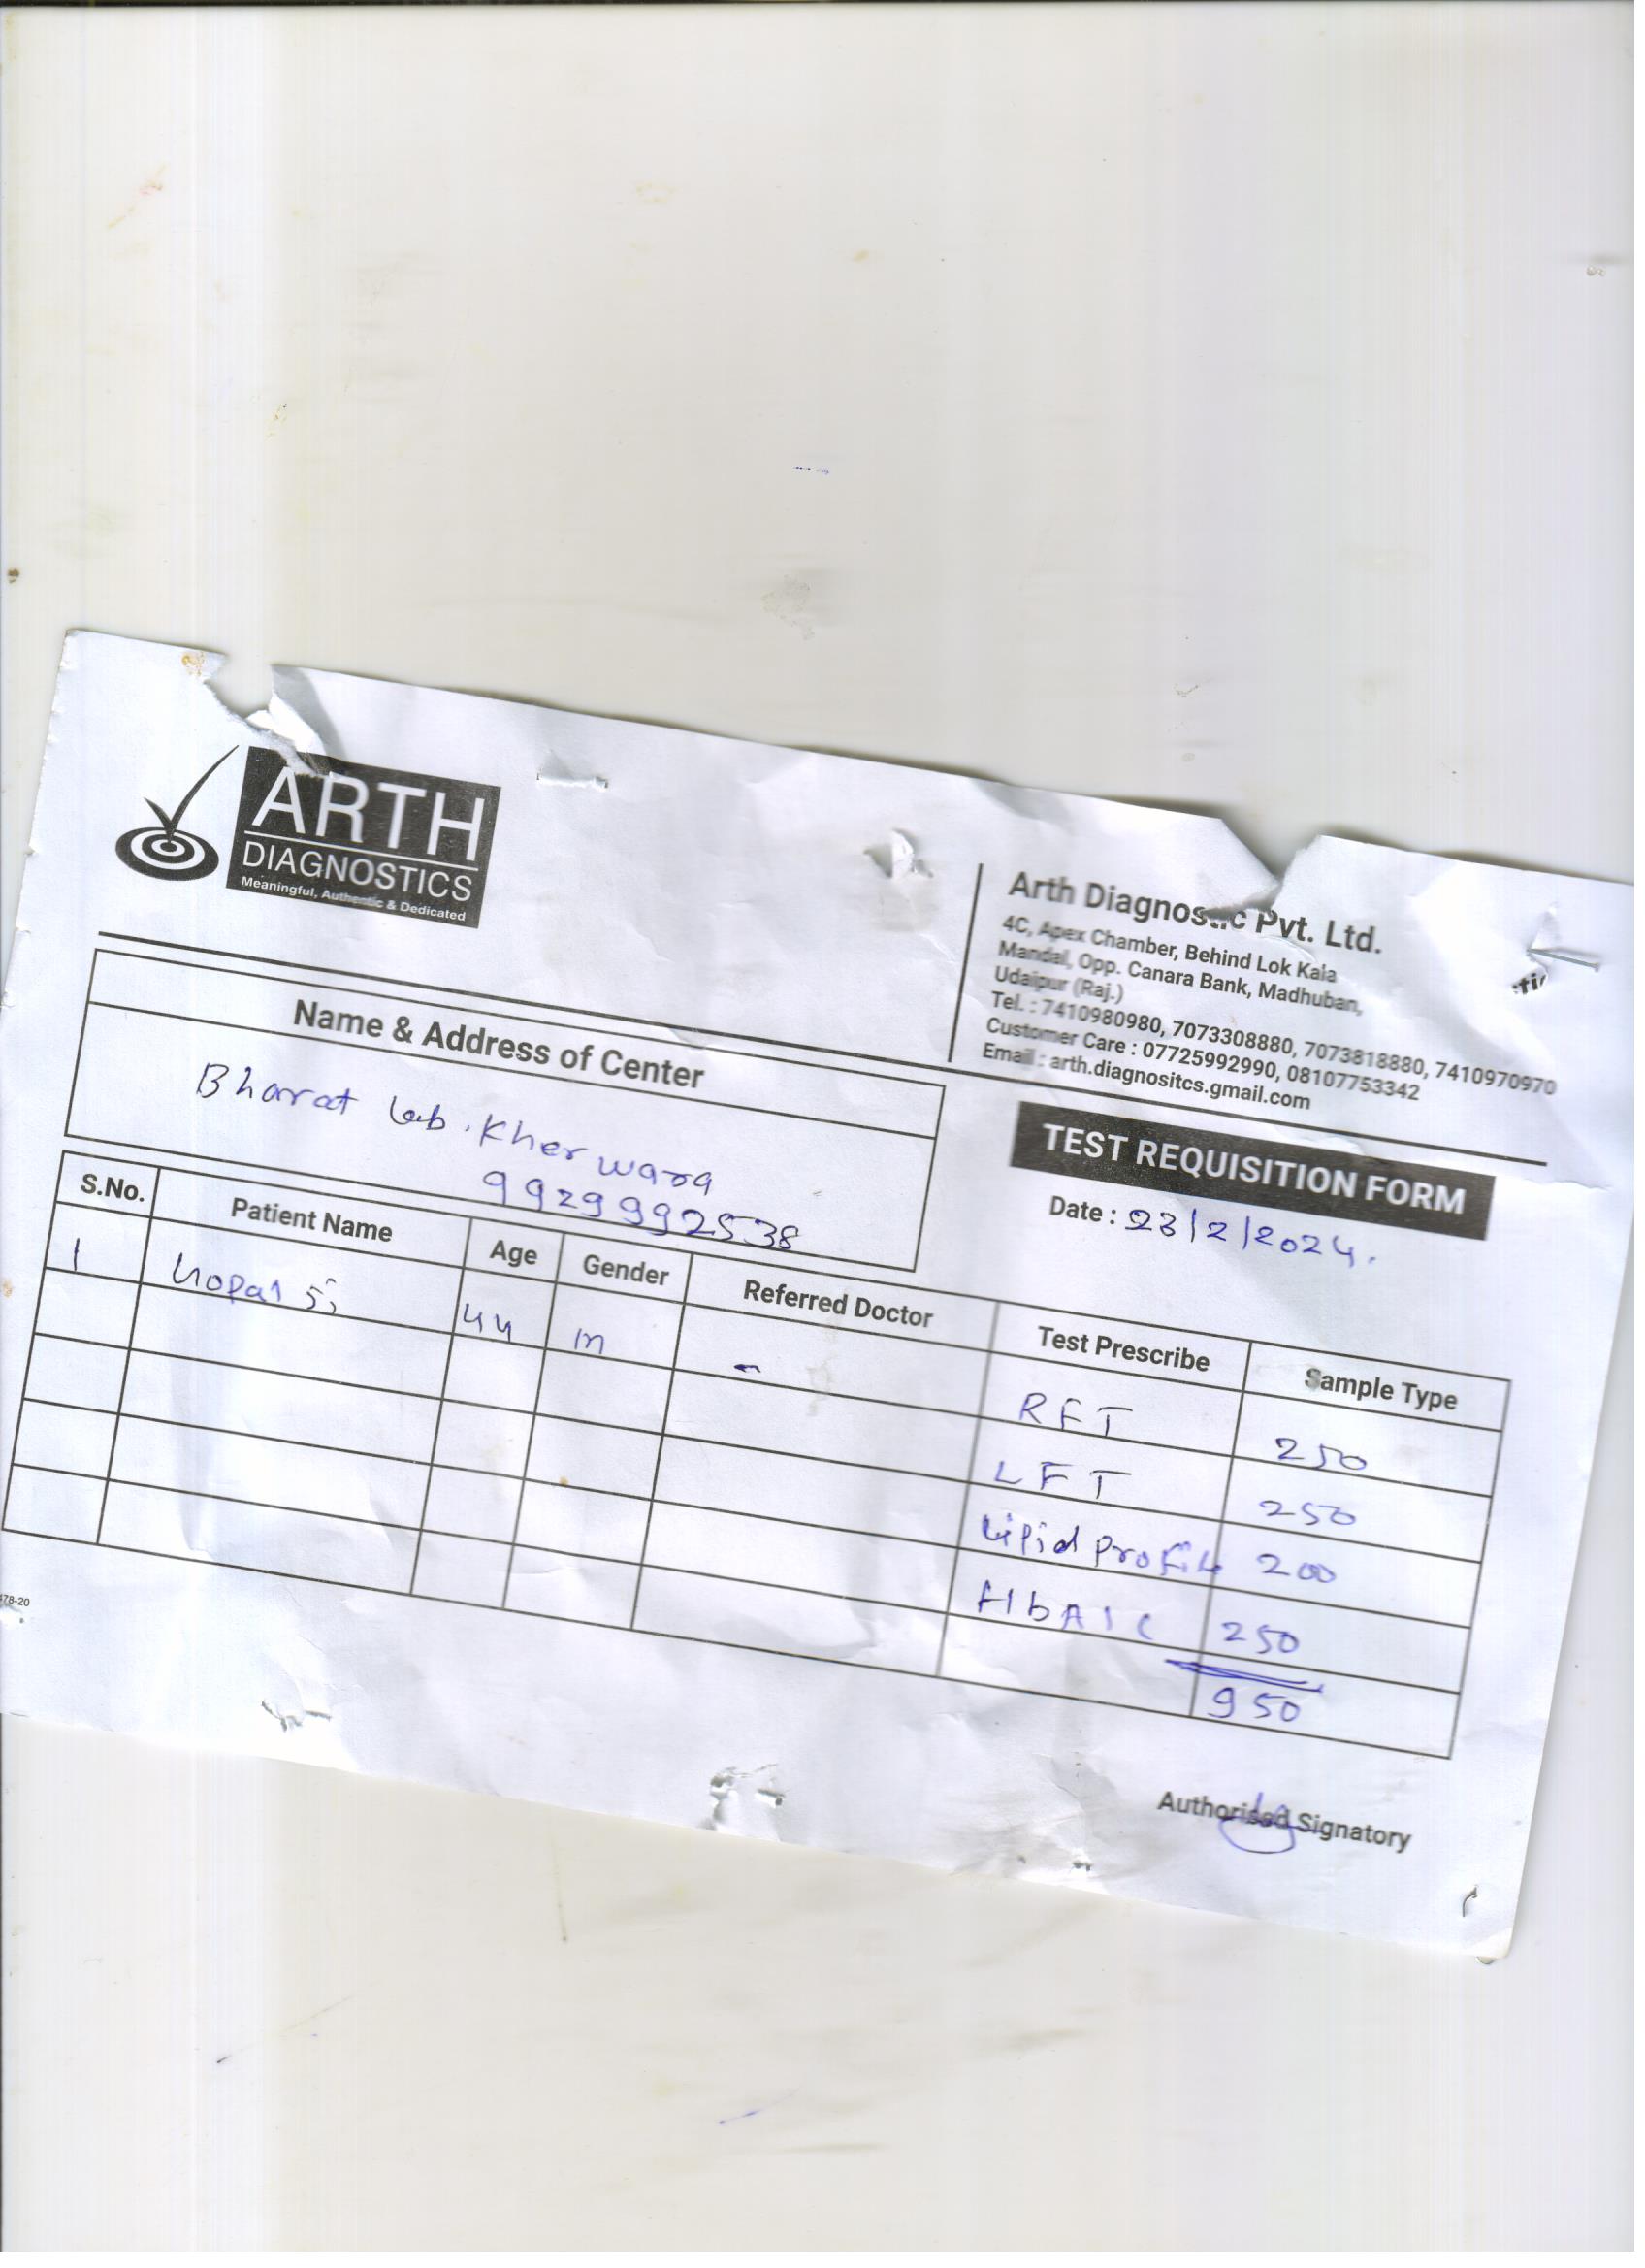 ARTH
DIAGNOSTICS
Meaningful, Authentic & Dedicated
Arth Diagnostic Pvt. Ltd.
4C, Apex Chamber, Behind Lok Kala
Mandal, Opp. Canara Bank, Madhuban,
Udaipur (Raj.)
Tel. : 7410980980, 7073308880, 7073818880, 7410970970
Customer Care : 07725992990, 08107753342
Email : arth.diagnositcs.gmail.com
Name & Address of Center
Bharat Lab. Kherwara
9929992538
TEST REQUISITION FORM
Date : 23/2/2024.
S.No. Patient Name Age Gender Referred Doctor Test Prescribe Sample Type
1 Gopal Ji 44 m - RFT 250
LFT 250
Lipid Profile 200
HbA1C 250
950
478-20
Authorised Signatory